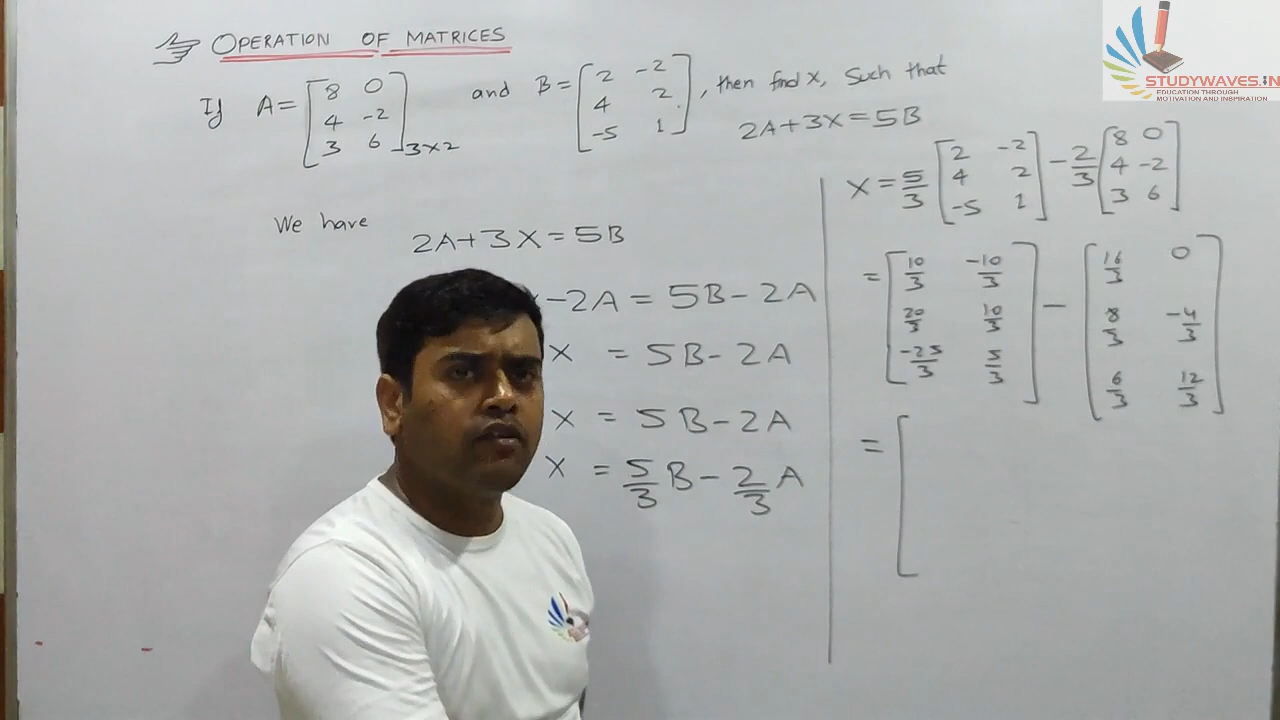 OPERATION OF MATRICES
If A = [ 8 0 and B = [ 2 -2 , then find X, Such that
4 -2 4 2
3 6 ]3×2 -5 1 ]
2A+3X=5B
We have
2A+3X=5B
-2A = 5B-2A
X = 5B-2A
X = 5B-2A
X = 5/3 B - 2/3 A
X = 5/3 [ 2 -2 ] - 2/3 [ 8 0 ]
4 2 4 -2
-5 1 3 6
= [ 10/3 -10/3 ] - [ 16/3 0 ]
20/3 10/3 8/3 -4/3
-25/3 5/3 6/3 12/3
= [
STUDYWAVES.IN
EDUCATION THROUGH
MOTIVATION AND INSPIRATION